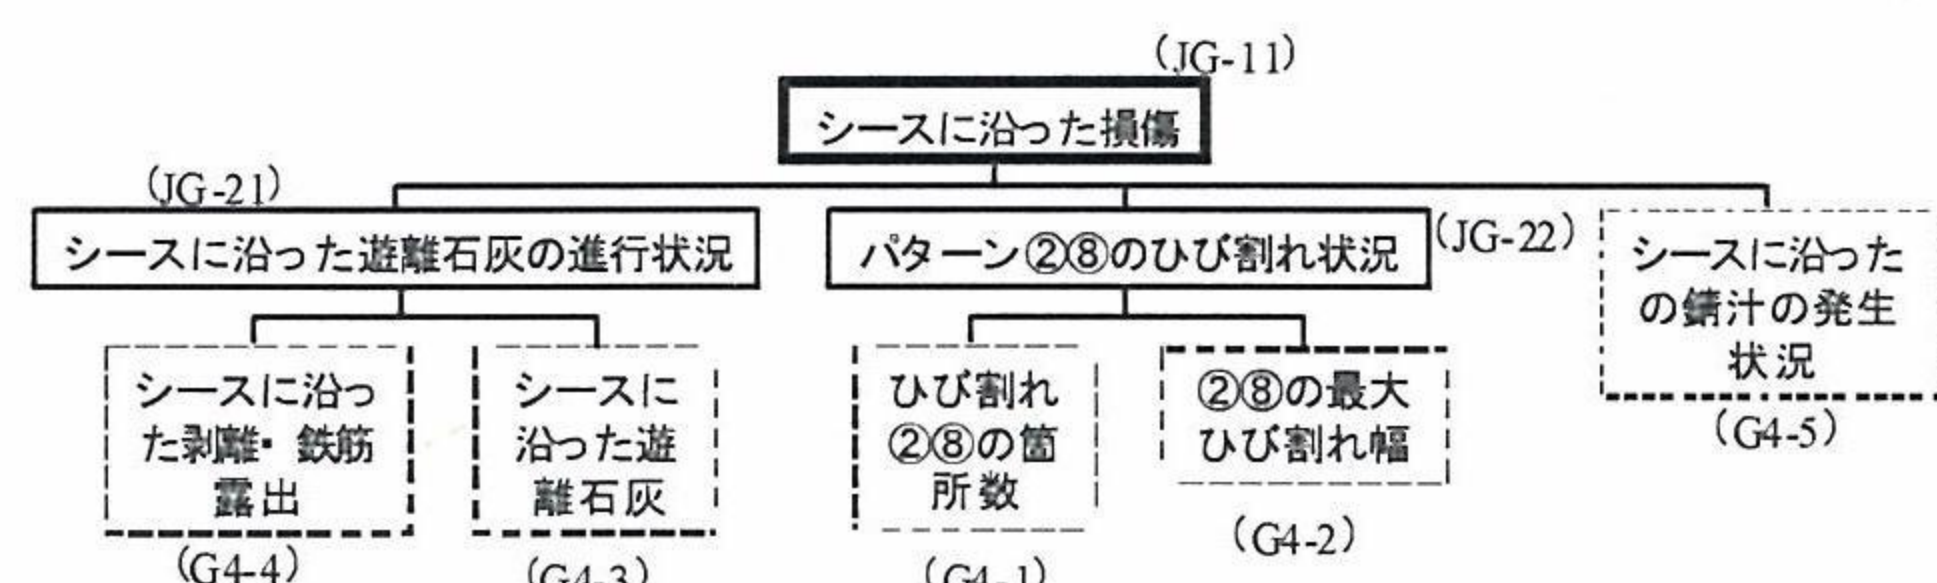 (JG-11)
シースに沿った損傷
(JG-21)
シースに沿った遊離石灰の進行状況
パターン②⑧のひび割れ状況
(JG-22)
シースに沿った
の錆汁の発生
状況
(G4-5)
シースに沿っ
た剥離・鉄筋
露出
(G4-4)
シースに
沿った遊
離石灰
(G4-3)
ひび割れ
②⑧の箇
所数
(G4-1)
②⑧の最大
ひび割れ幅
(G4-2)